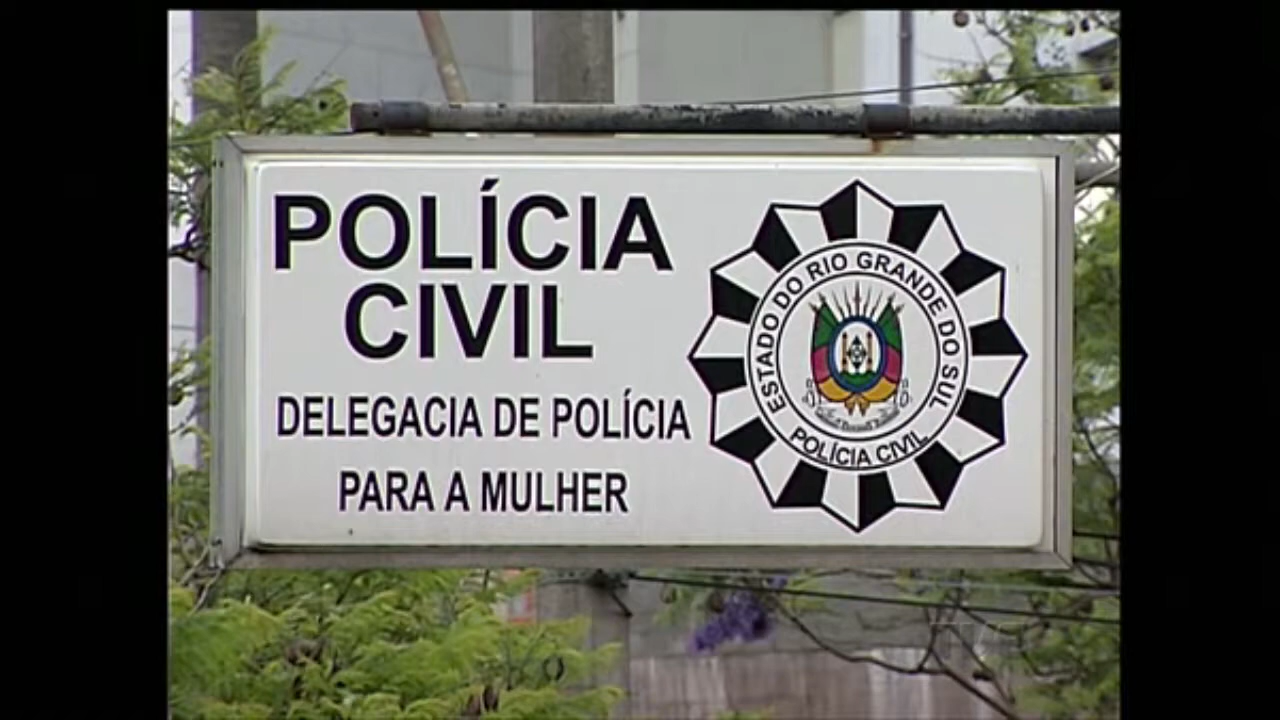 POLÍCIA
CIVIL
DELEGACIA DE POLÍCIA
PARA A MULHER
ESTADO DO RIO GRANDE DO SUL
POLÍCIA CIVIL